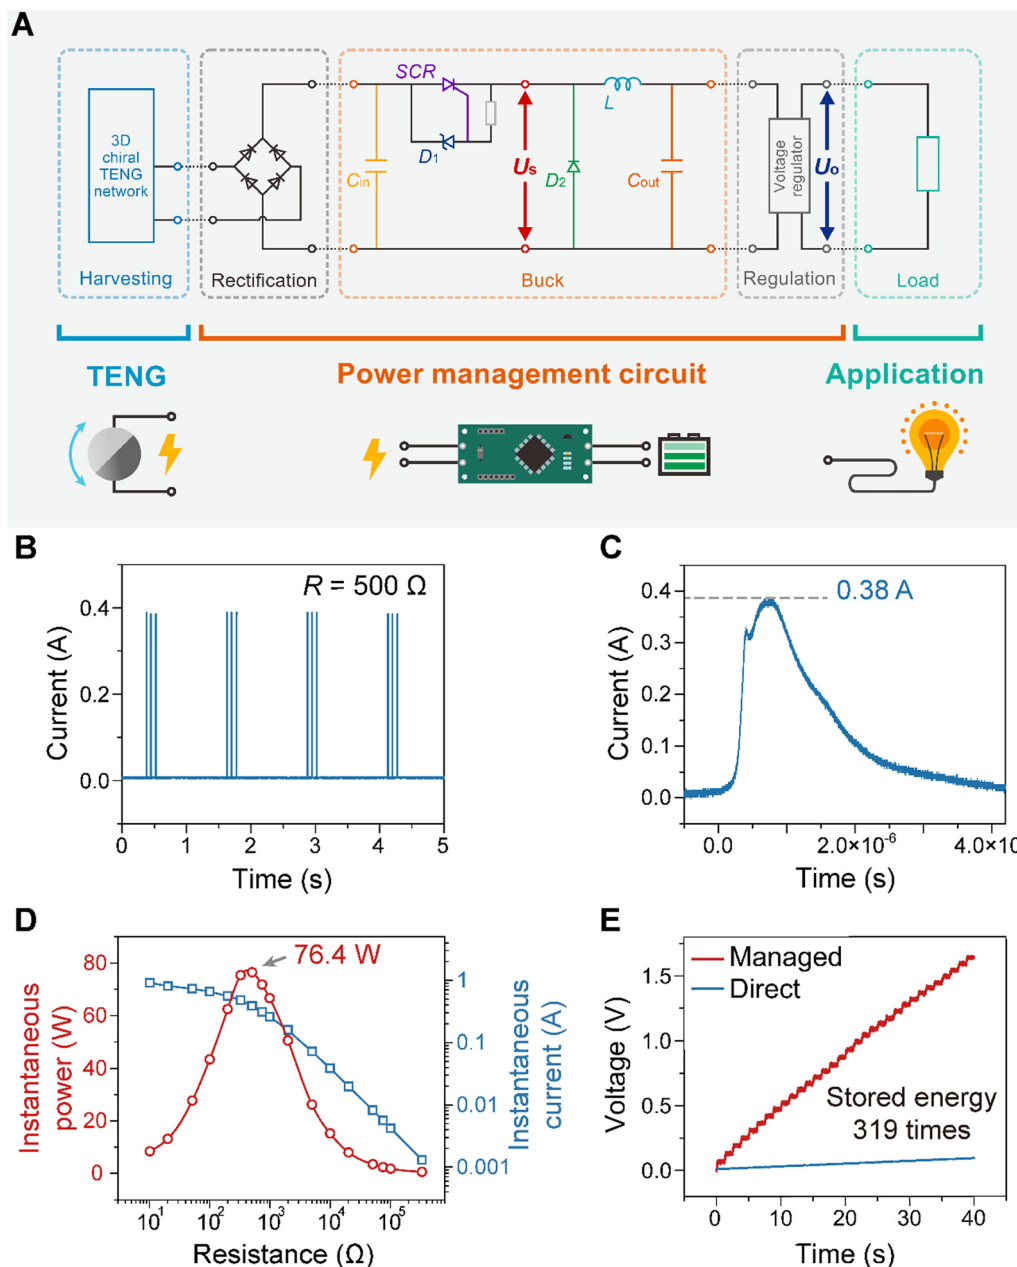 A
3D
chiral
TENG
network
Harvesting
Rectification
SCR
D1
Cin
Us
D2
L
Cout
Buck
Voltage
regulator
Uo
Regulation
Load
TENG
Power management circuit
Application
B
R = 500 Ω
Current (A)
0.4
0.2
0.0
0 1 2 3 4 5
Time (s)
C
0.38 A
Current (A)
0.4
0.3
0.2
0.1
0.0
0.0 2.0×10⁻⁶ 4.0×10
Time (s)
D
76.4 W
Instantaneous
power (W)
80
60
40
20
0
1
0.1
0.01
0.001
Instantaneous
current (A)
10¹ 10² 10³ 10⁴ 10⁵
Resistance (Ω)
E
Managed
Direct
Stored energy
319 times
Voltage (V)
1.5
1.0
0.5
0.0
0 10 20 30 40
Time (s)